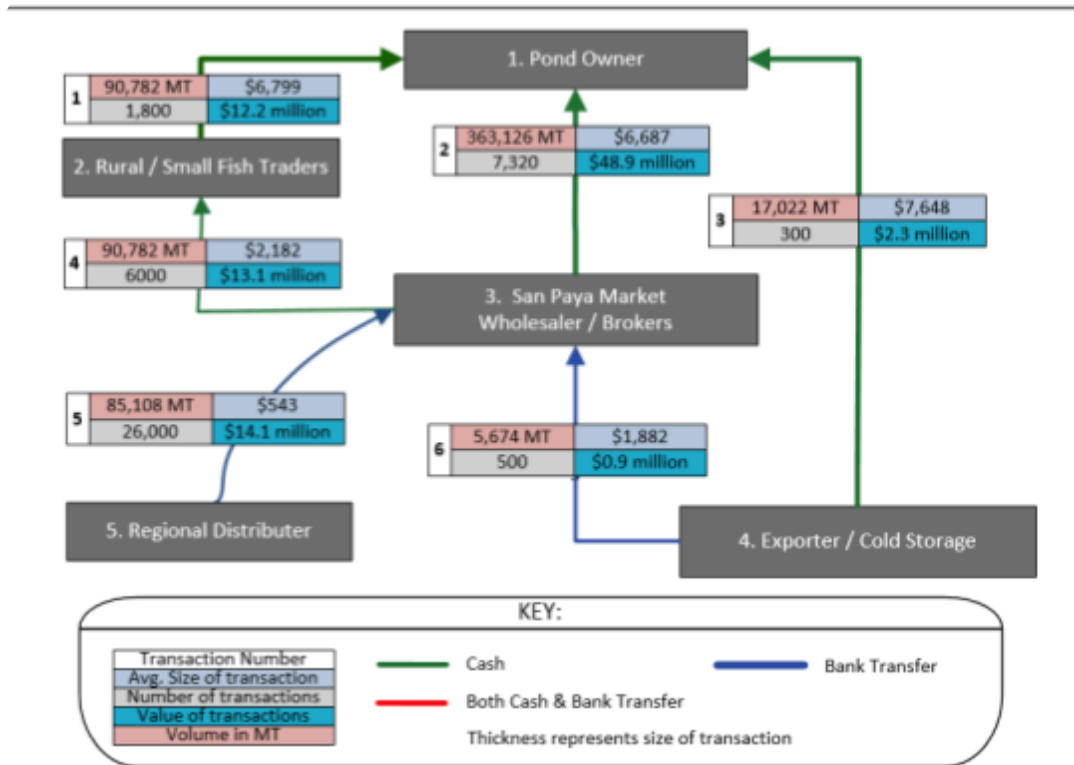 1. Pond Owner
1
90,782 MT $6,799
1,800 $12.2 million
2. Rural / Small Fish Traders
2
363,126 MT $6,687
7,320 $48.9 million
3
17,022 MT $7,648
300 $2.3 million
4
90,782 MT $2,182
6000 $13.1 million
3. San Paya Market
Wholesaler / Brokers
5
85,108 MT $543
26,000 $14.1 million
6
5,674 MT $1,882
500 $0.9 million
5. Regional Distributer
4. Exporter / Cold Storage
KEY:
Transaction Number
Avg. Size of transaction
Number of transactions
Value of transactions
Volume in MT
Cash
Bank Transfer
Both Cash & Bank Transfer
Thickness represents size of transaction